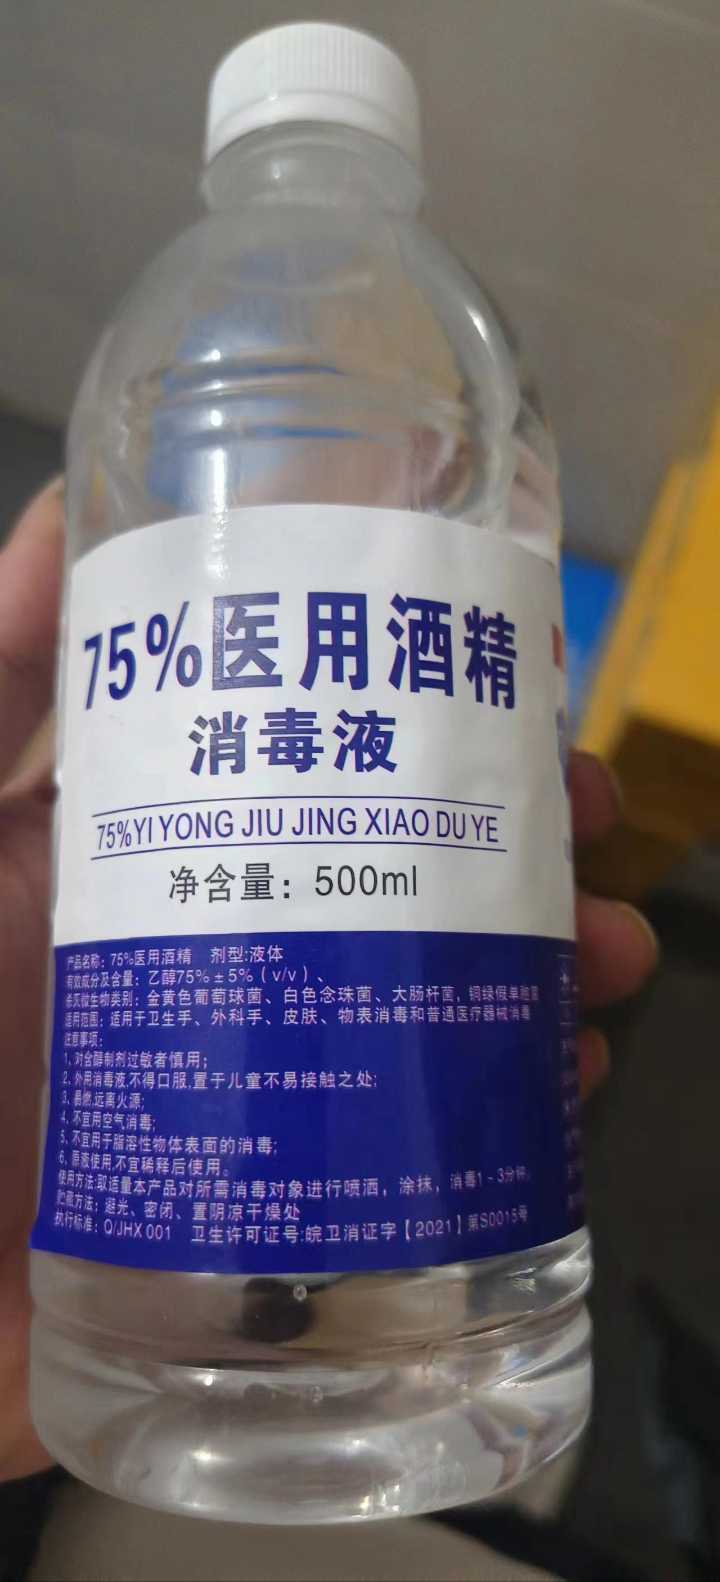 75%医用酒精
消毒液
75%YI YONG JIU JING XIAO DU YE
净含量：500ml
产品名称：75%医用酒精 剂型:液体
有效成分及含量：乙醇75%±5%（v/v）、
杀灭微生物类别：金黄色葡萄球菌、白色念珠菌、大肠杆菌，铜绿假单胞菌
适用范围：适用于卫生手、外科手、皮肤、物表消毒和普通医疗器械消毒
注意事项：
1、对含醇制剂过敏者慎用；
2、外用消毒液,不得口服,置于儿童不易接触之处;
3、易燃,远离火源;
4、不宜用空气消毒;
5、不宜用于脂溶性物体表面的消毒;
6、原液使用,不宜稀释后使用。
使用方法:取适量本产品对所需消毒对象进行喷洒，涂抹，消毒1-3分钟。
贮藏方法：避光、密闭、置阴凉干燥处
执行标准：Q/JHX 001 卫生许可证号:皖卫消证字【2021】第S0015号